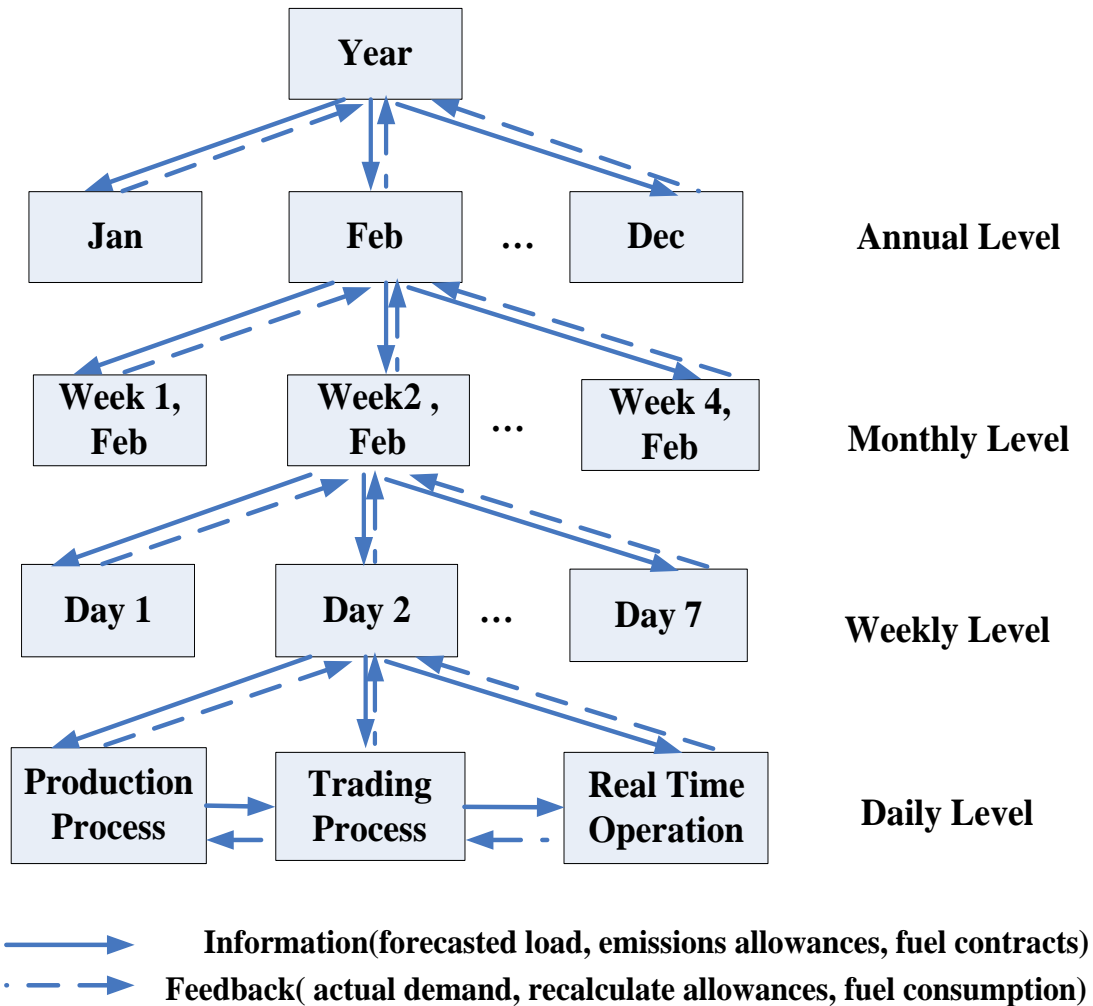 Year
Jan
Feb
...
Dec
Annual Level
Week 1,
Feb
Week2 ,
Feb
...
Week 4,
Feb
Monthly Level
Day 1
Day 2
...
Day 7
Weekly Level
Production
Process
Trading
Process
Real Time
Operation
Daily Level
Information(forecasted load, emissions allowances, fuel contracts)
Feedback( actual demand, recalculate allowances, fuel consumption)